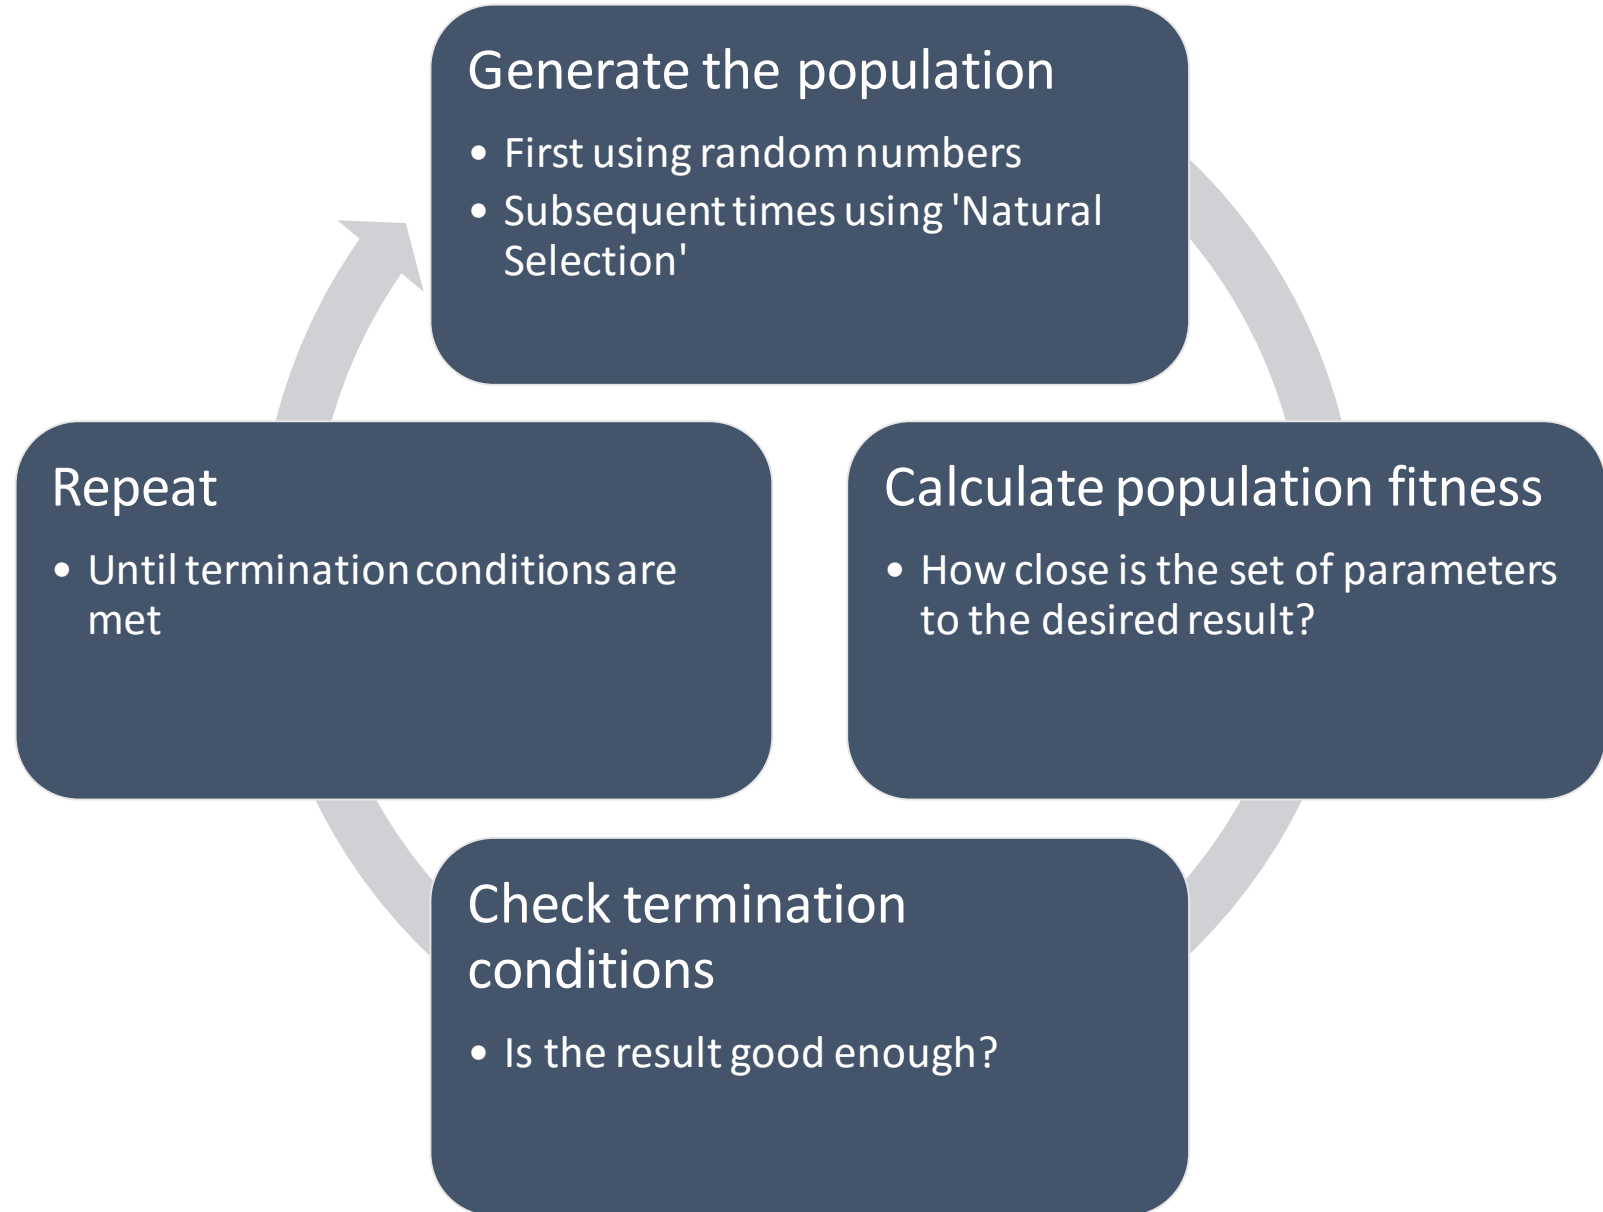 Generate the population
• First using random numbers
• Subsequent times using 'Natural
Selection'
Calculate population fitness
• How close is the set of parameters
to the desired result?
Check termination
conditions
• Is the result good enough?
Repeat
• Until termination conditions are
met